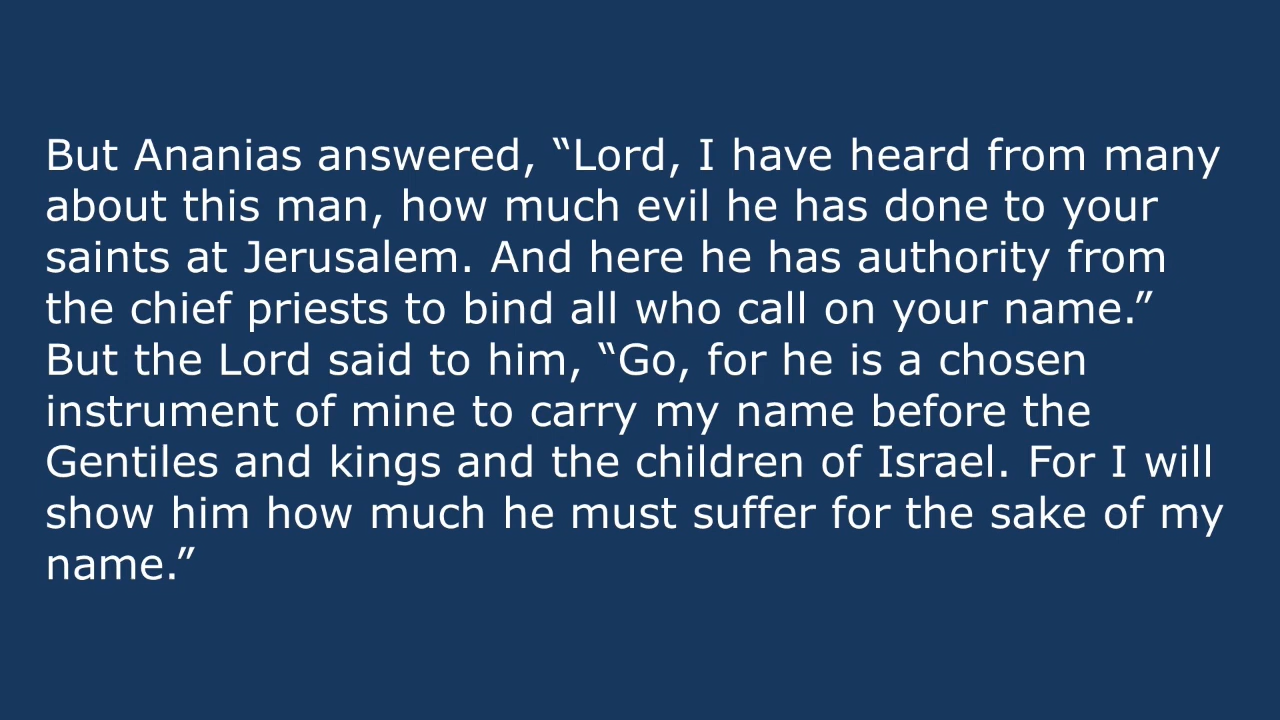 But Ananias answered, “Lord, I have heard from many
about this man, how much evil he has done to your
saints at Jerusalem. And here he has authority from
the chief priests to bind all who call on your name.”
But the Lord said to him, “Go, for he is a chosen
instrument of mine to carry my name before the
Gentiles and kings and the children of Israel. For I will
show him how much he must suffer for the sake of my
name.”